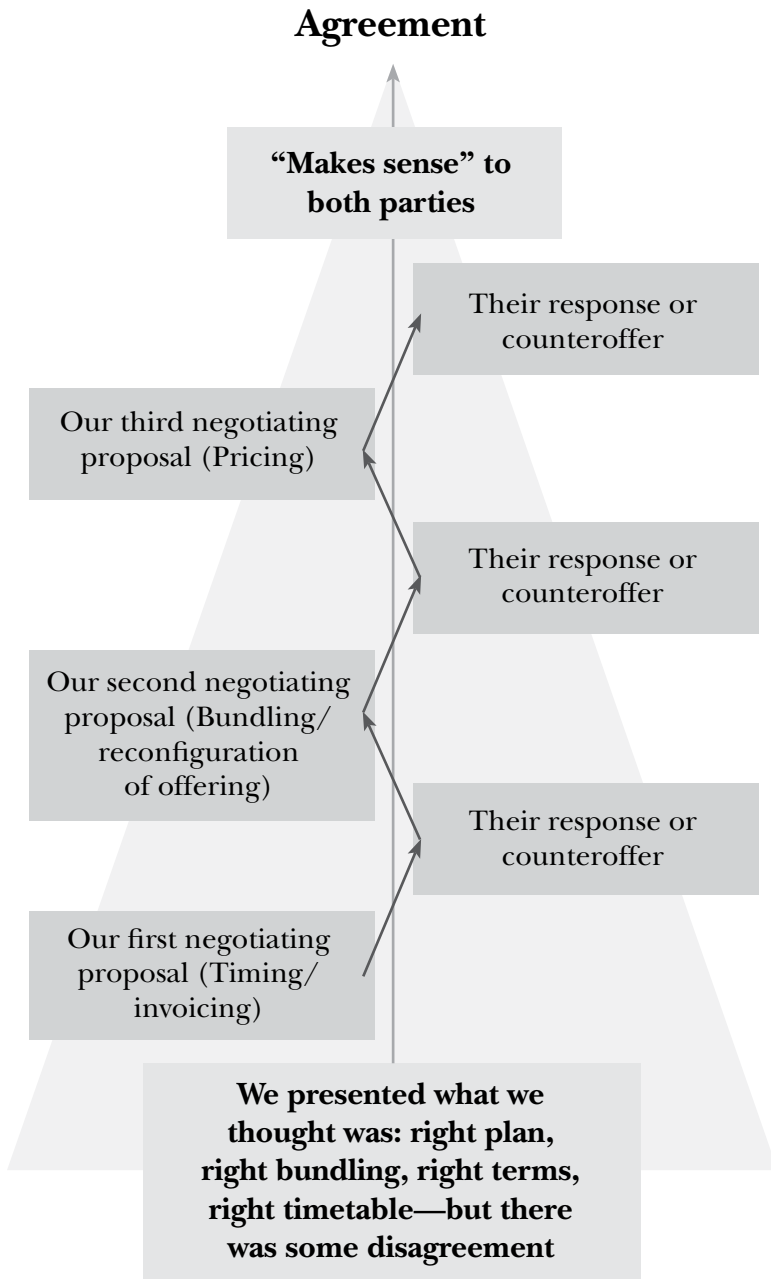 Agreement
“Makes sense” to
both parties
Their response or
counteroffer
Our third negotiating
proposal (Pricing)
Their response or
counteroffer
Our second negotiating
proposal (Bundling/
reconfiguration
of offering)
Their response or
counteroffer
Our first negotiating
proposal (Timing/
invoicing)
We presented what we
thought was: right plan,
right bundling, right terms,
right timetable—but there
was some disagreement